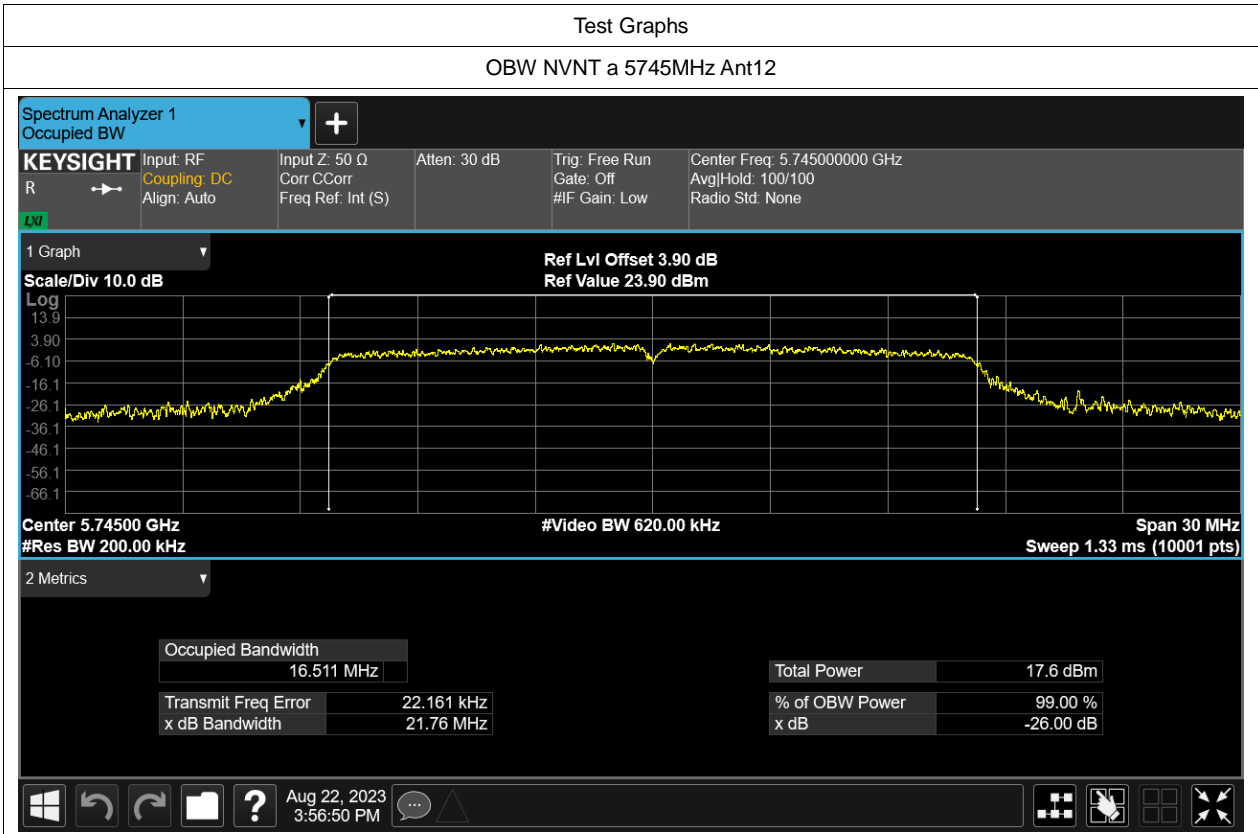 Test Graphs
OBW NVNT a 5745MHz Ant12
Spectrum Analyzer 1
Occupied BW
KEYSIGHT
R
LXI
Input: RF
Coupling: DC
Align: Auto
Input Z: 50 Ω
Corr CCorr
Freq Ref: Int (S)
Atten: 30 dB
Trig: Free Run
Gate: Off
#IF Gain: Low
Center Freq: 5.745000000 GHz
Avg|Hold: 100/100
Radio Std: None
1 Graph
Scale/Div 10.0 dB
Ref Lvl Offset 3.90 dB
Ref Value 23.90 dBm
Log
13.9
3.90
-6.10
-16.1
-26.1
-36.1
-46.1
-56.1
-66.1
Center 5.74500 GHz
#Video BW 620.00 kHz
Span 30 MHz
#Res BW 200.00 kHz
Sweep 1.33 ms (10001 pts)
2 Metrics
Occupied Bandwidth
16.511 MHz
Total Power 17.6 dBm
Transmit Freq Error 22.161 kHz
% of OBW Power 99.00 %
x dB Bandwidth 21.76 MHz
x dB -26.00 dB
?
Aug 22, 2023
3:56:50 PM